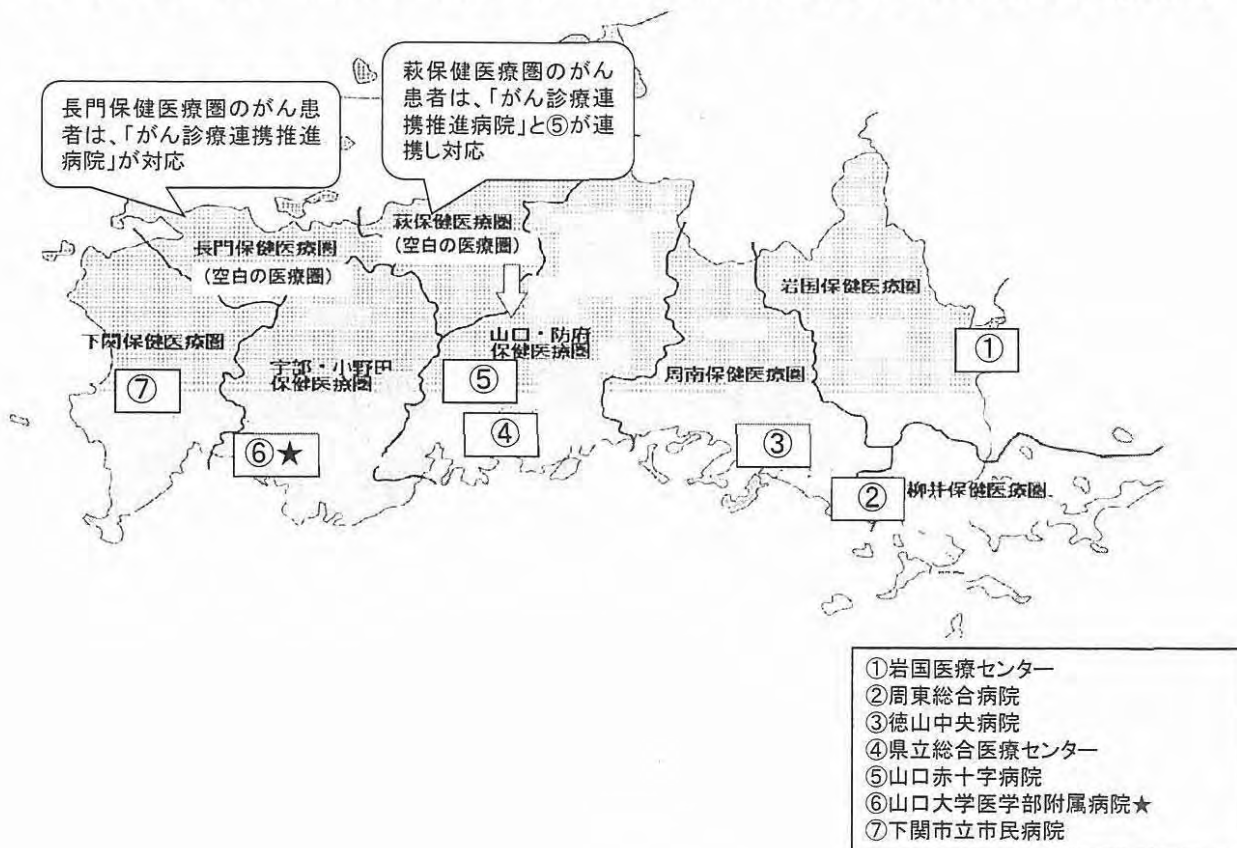 長門保健医療圏のがん患
者は、「がん診療連携推進
病院」が対応
萩保健医療圏のがん
患者は、「がん診療連
携推進病院」と⑤が連
携し対応
長門保健医療圏
(空白の医療圏)
萩保健医療圏
(空白の医療圏)
岩国保健医療圏
下関保健医療圏
宇部・小野田
保健医療圏
山口・防府
保健医療圏
周南保健医療圏
柳井保健医療圏
①
⑤
⑦
④
③
⑥★
②
①岩国医療センター
②周東総合病院
③徳山中央病院
④県立総合医療センター
⑤山口赤十字病院
⑥山口大学医学部附属病院★
⑦下関市立市民病院